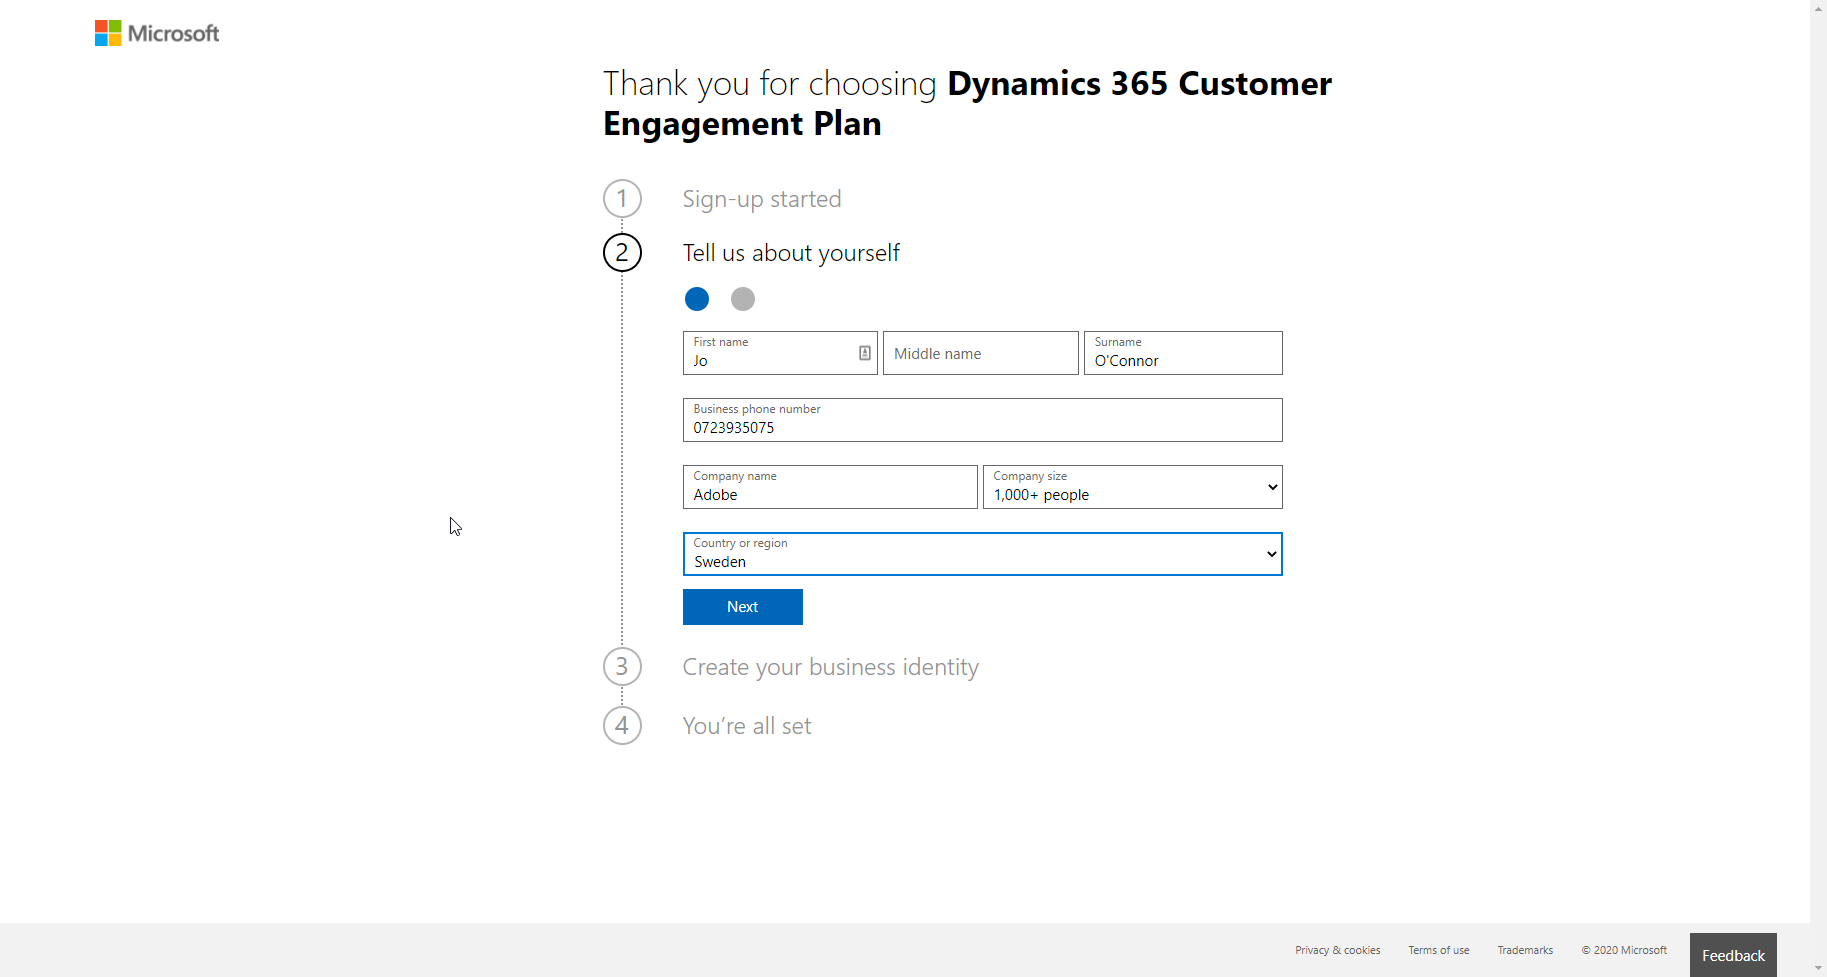 Microsoft
Thank you for choosing Dynamics 365 Customer
Engagement Plan
1 Sign-up started
2 Tell us about yourself
First name
Jo
Middle name
Surname
O'Connor
Business phone number
0723935075
Company name
Adobe
Company size
1,000+ people
Country or region
Sweden
Next
3 Create your business identity
4 You’re all set
Privacy & cookies Terms of use Trademarks © 2020 Microsoft Feedback